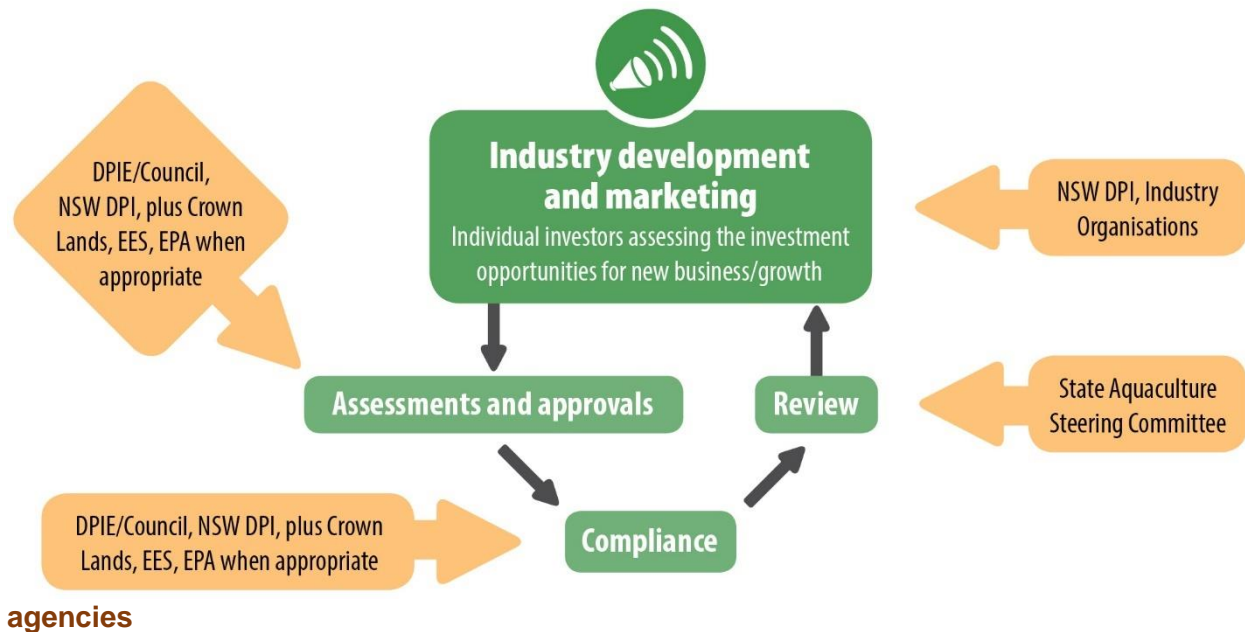 Industry development
and marketing
Individual investors assessing the investment
opportunities for new business/growth
DPIE/Council,
NSW DPI, plus Crown
Lands, EES, EPA when
appropriate
NSW DPI, Industry
Organisations
Assessments and approvals
Review
State Aquaculture
Steering Committee
DPIE/Council, NSW DPI, plus Crown
Lands, EES, EPA when appropriate
Compliance
agencies